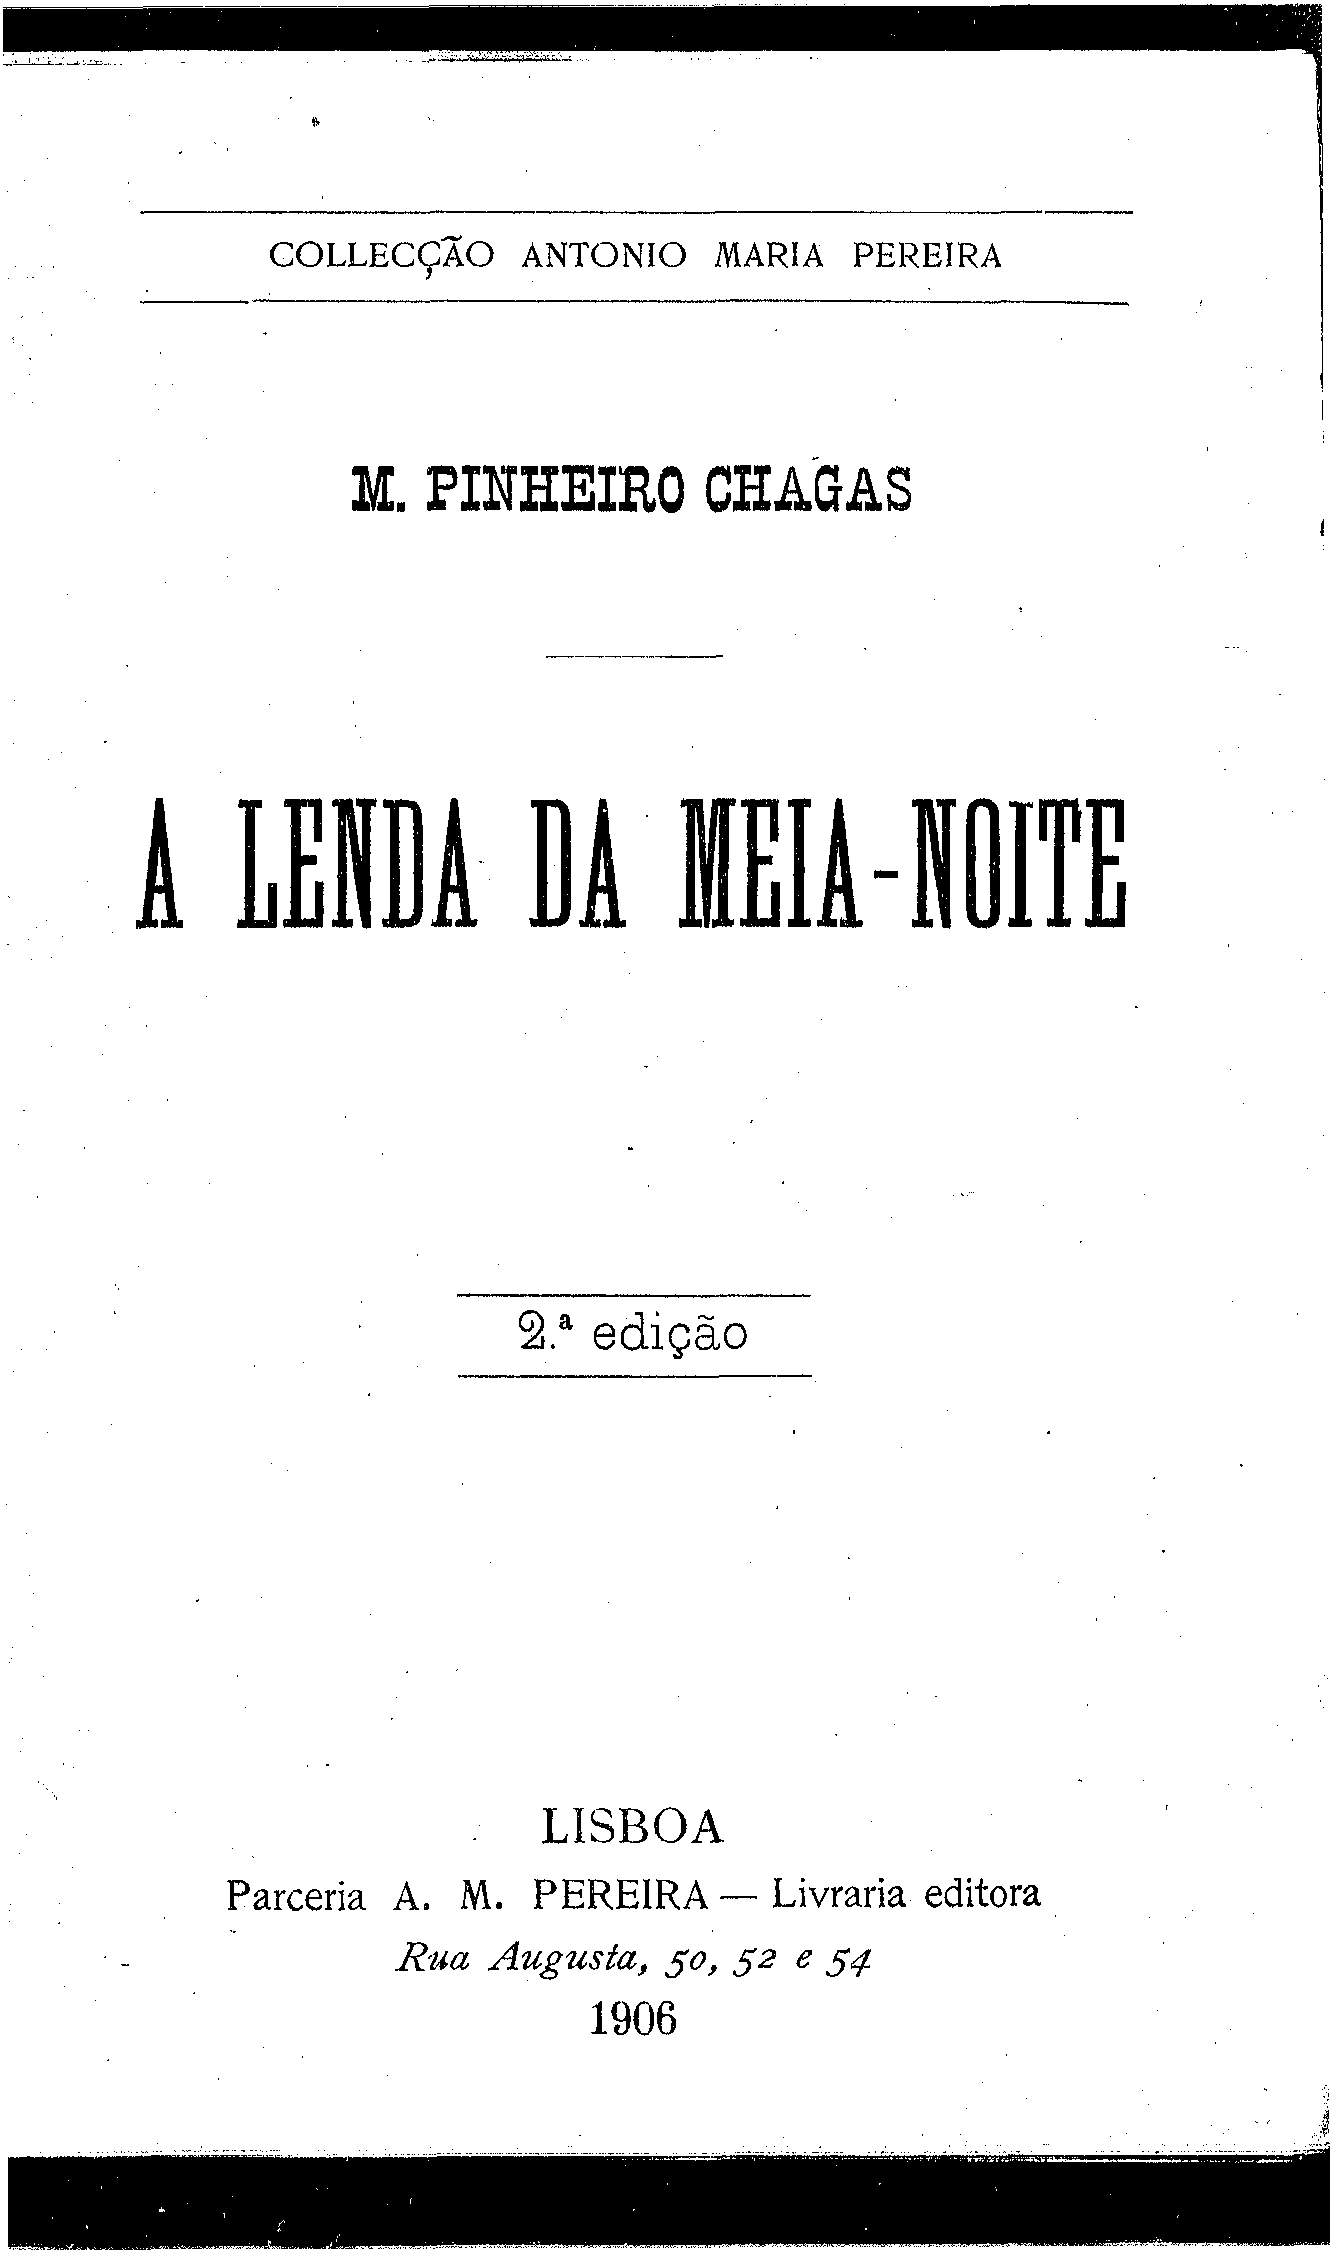 COLLECÇÃO ANTONIO MARIA PEREIRA
M. PINHEIRO CHAGAS
A LENDA DA MEIA-NOITE
2.ª edição
LISBOA
Parceria A. M. PEREIRA — Livraria editora
Rua Augusta, 50, 52 e 54
1906